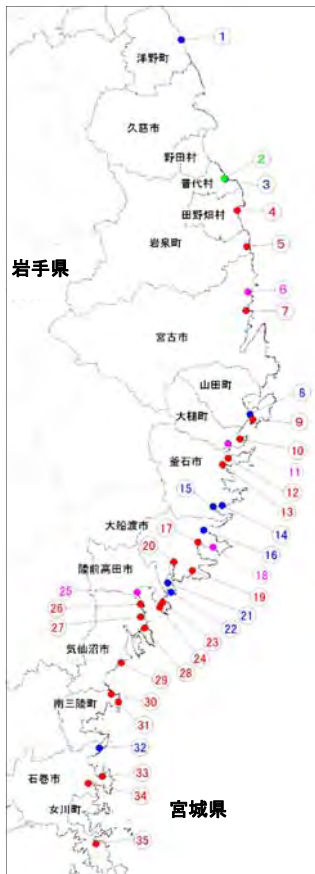 1
洋野町
久慈市
野田村
2
普代村
3
田野畑村
4
岩泉町
5
岩手県
6
7
宮古市
山田町
8
大槌町
9
10
釜石市
11
12
15
13
大船渡市
17
14
20
16
陸前高田市
18
25
19
26
21
27
22
23
気仙沼市
24
28
29
南三陸町
30
31
32
石巻市
33
34
女川町
宮城県
35